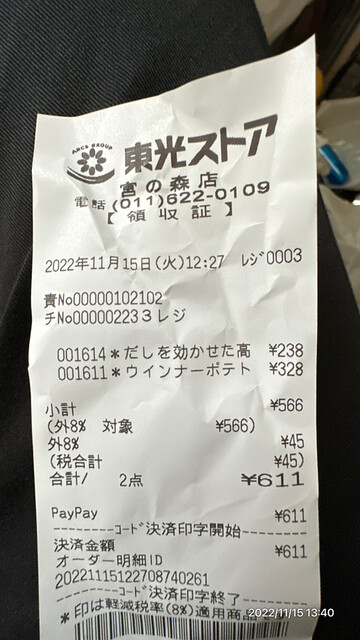 ARCS GROUP
東光ストア
宮の森店
電話(011)622-0109
【領収証】
2022年11月15日(火)12:27 レジ0003
責No00000102102
チNo000002233レジ
001614*だしを効かせた高 ¥238
001611*ウインナーポテト ¥328
小計 ¥566
(外8% 対象 ¥566)
外8% ¥45
(税合計 ¥45)
合計/ 2点 ¥611
PayPay ¥611
--------コード決済印字開始--------
決済金額 ¥611
オーダー明細ID
20221115122708740261
--------コード決済印字終了--------
*印は軽減税率(8%)適用商品
2022/11/15 13:40